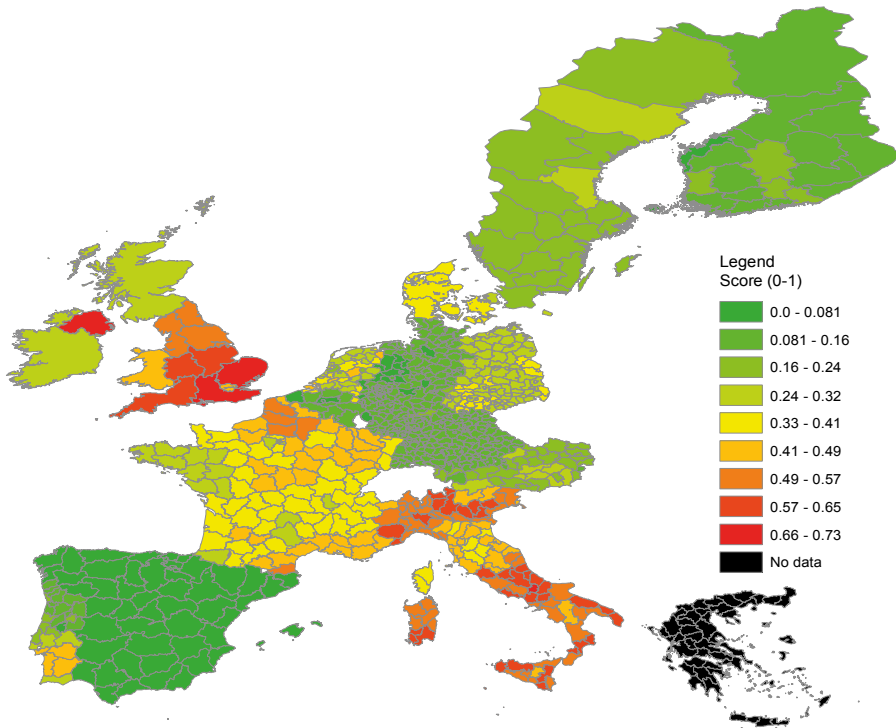 Legend
Score (0-1)
0.0 - 0.081
0.081 - 0.16
0.16 - 0.24
0.24 - 0.32
0.33 - 0.41
0.41 - 0.49
0.49 - 0.57
0.57 - 0.65
0.66 - 0.73
No data